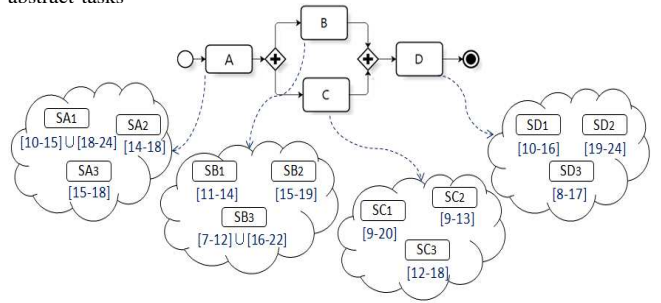 abstract tasks
B
A
D
C
SA1
[10-15]∪[18-24]
SA2
[14-18]
SA3
[15-18]
SB1
[11-14]
SB2
[15-19]
SB3
[7-12]∪[16-22]
SC1
[9-20]
SC2
[9-13]
SC3
[12-18]
SD1
[10-16]
SD2
[19-24]
SD3
[8-17]